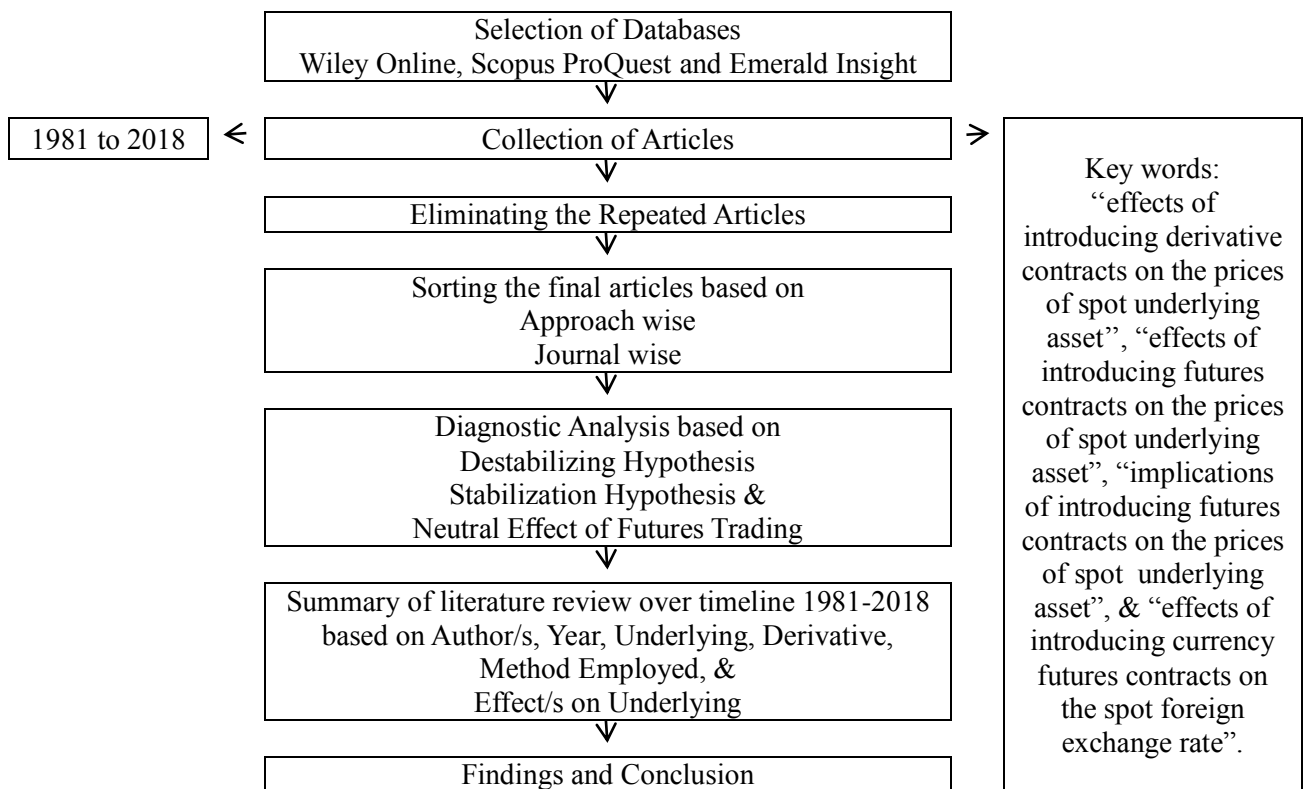 Selection of Databases
Wiley Online, Scopus ProQuest and Emerald Insight
1981 to 2018
Collection of Articles
Eliminating the Repeated Articles
Sorting the final articles based on
Approach wise
Journal wise
Diagnostic Analysis based on
Destabilizing Hypothesis
Stabilization Hypothesis &
Neutral Effect of Futures Trading
Summary of literature review over timeline 1981-2018
based on Author/s, Year, Underlying, Derivative,
Method Employed, &
Effect/s on Underlying
Findings and Conclusion
Key words:
“effects of
introducing derivative
contracts on the prices
of spot underlying
asset”, “effects of
introducing futures
contracts on the prices
of spot underlying
asset”, “implications
of introducing futures
contracts on the prices
of spot underlying
asset”, & “effects of
introducing currency
futures contracts on
the spot foreign
exchange rate”.